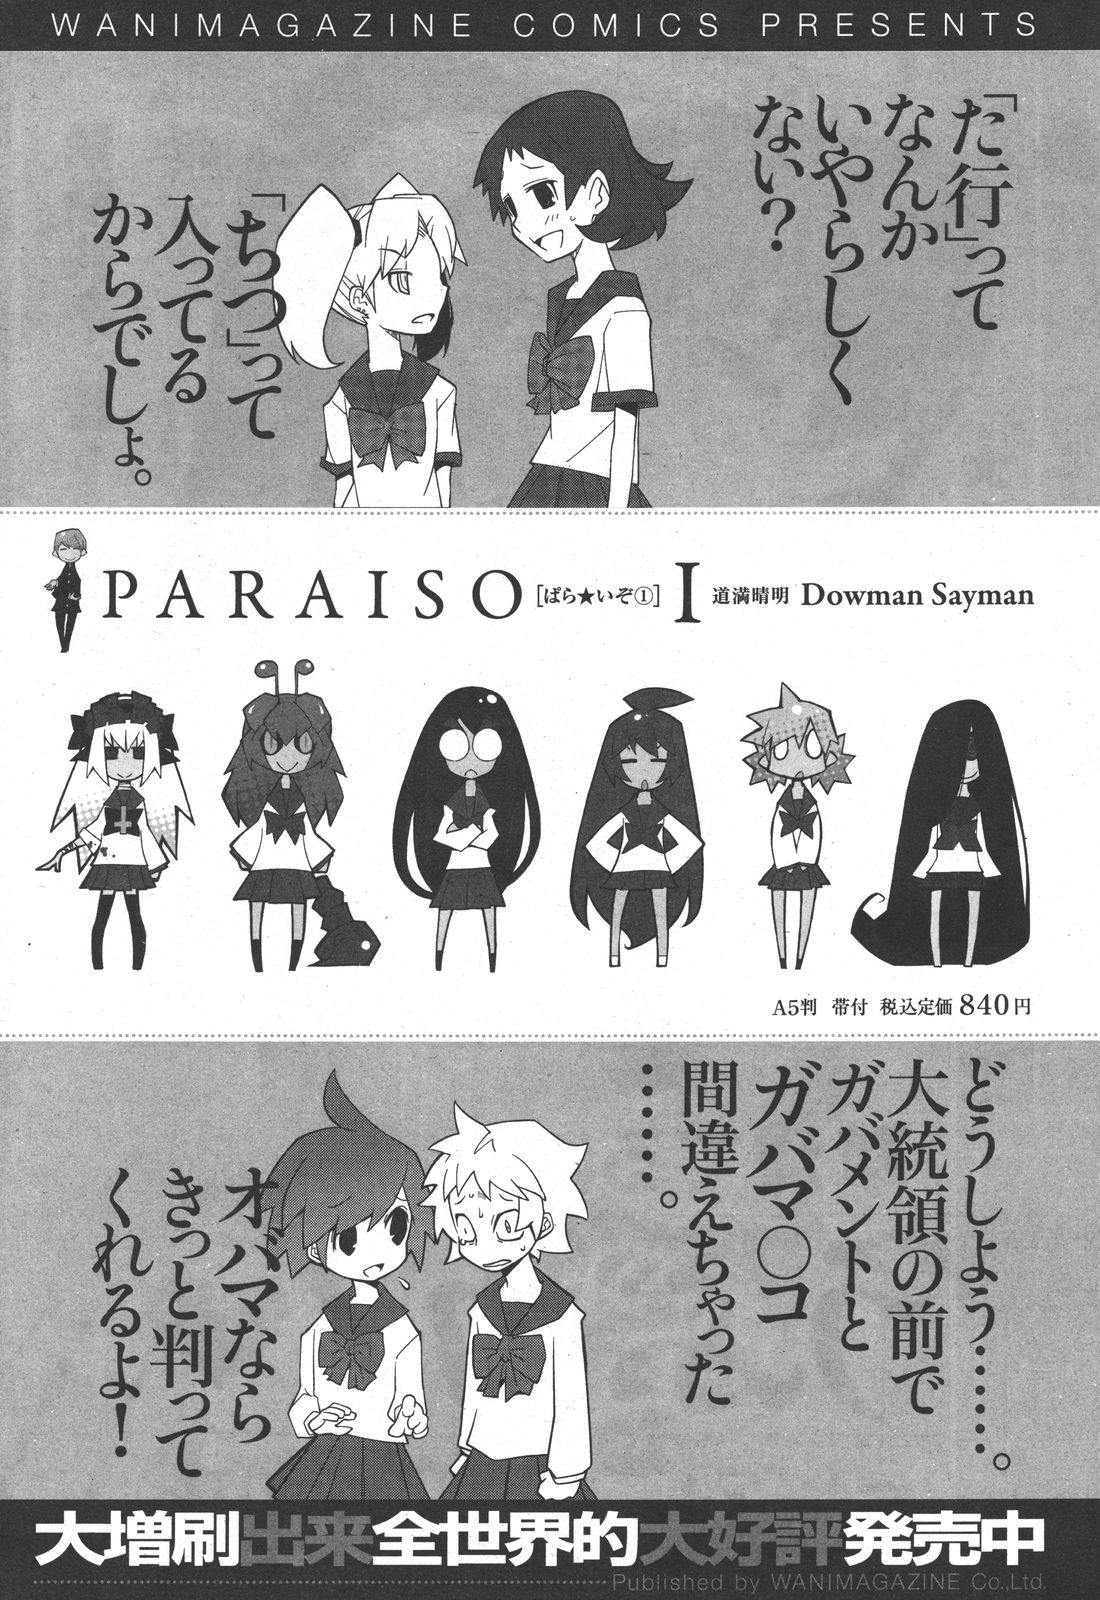 WANIMAGAZINE COMICS PRESENTS
「た行」って
なんか
いやらしく
ない？
「ちつ」って
入ってる
からでしょ。
PARAISO [ぱら★いぞ①] I 道満晴明 Dowman Sayman
A5判 帯付 税込定価840円
どうしよう……。
大統領の前で
ガバメントと
ガバマ○コ
間違えちゃった
……。
オバマなら
きっと判って
くれるよ！
大増刷出来全世界的大好評発売中
Published by WANIMAGAZINE Co.,Ltd.